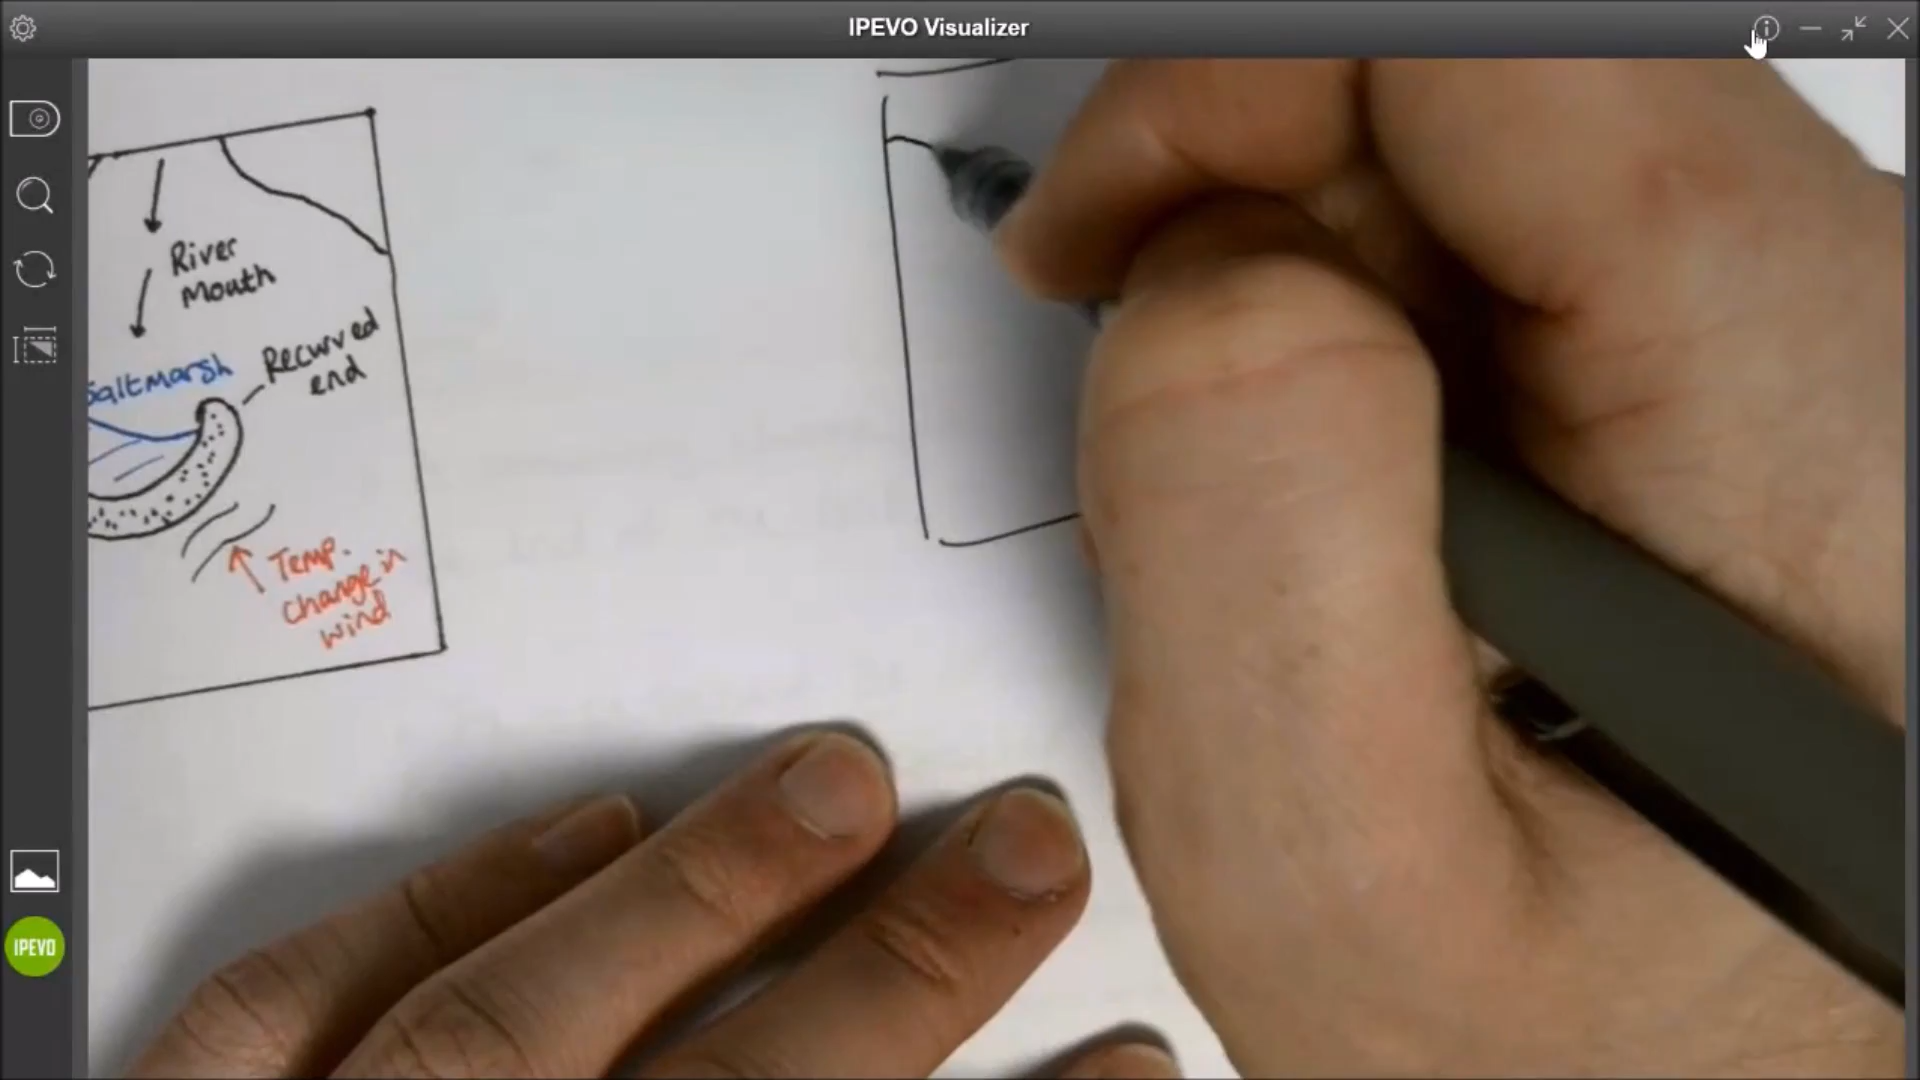 IPEVO Visualizer
River
Mouth
Saltmarsh
Recurved
end
Temp.
change in
wind
IPEVO